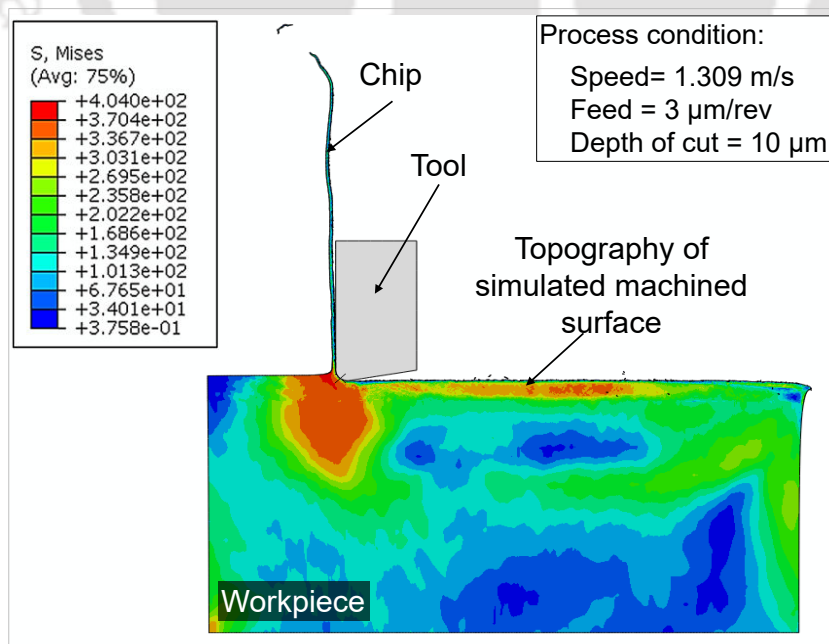 S, Mises
(Avg: 75%)
+4.040e+02
+3.704e+02
+3.367e+02
+3.031e+02
+2.695e+02
+2.358e+02
+2.022e+02
+1.686e+02
+1.349e+02
+1.013e+02
+6.765e+01
+3.401e+01
+3.758e-01
Process condition:
Speed= 1.309 m/s
Feed = 3 μm/rev
Depth of cut = 10 μm
Chip
Tool
Topography of
simulated machined
surface
Workpiece